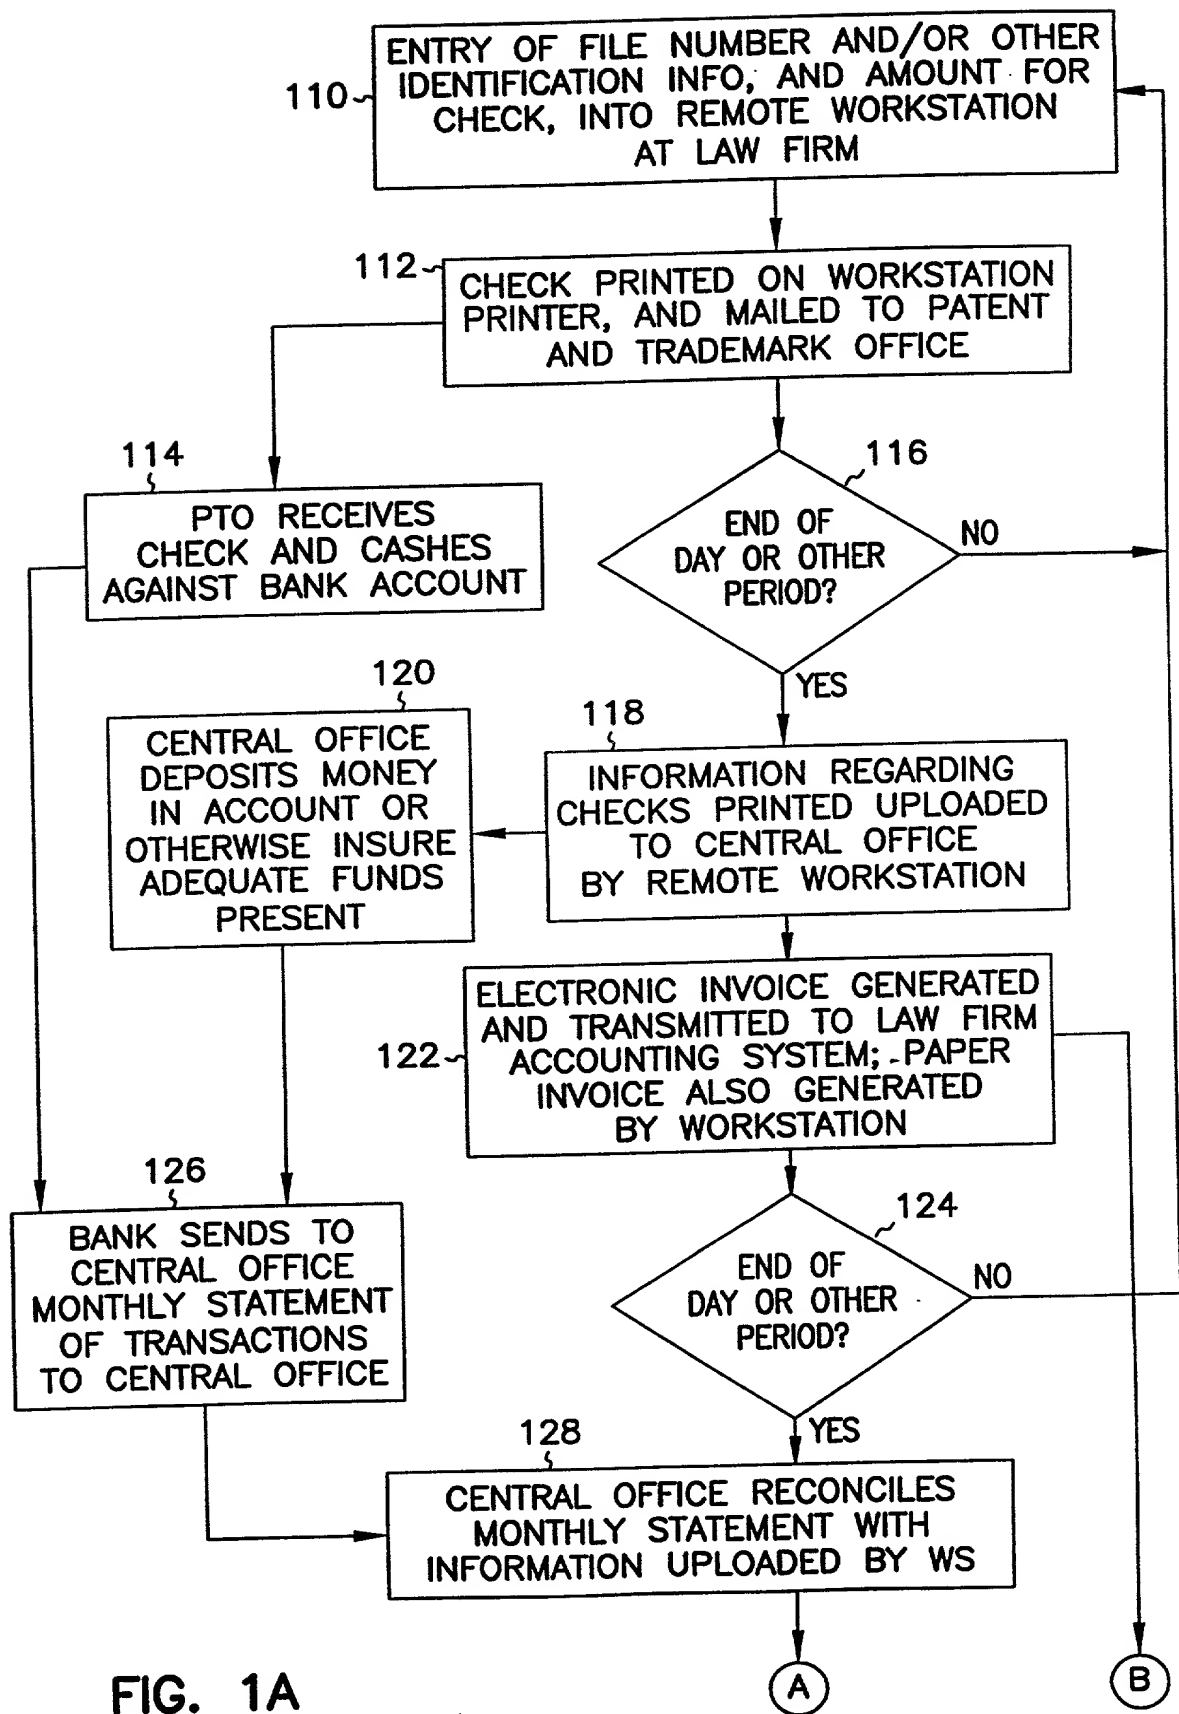 ENTRY OF FILE NUMBER AND/OR OTHER
IDENTIFICATION INFO, AND AMOUNT FOR
CHECK, INTO REMOTE WORKSTATION
AT LAW FIRM
110
112
CHECK PRINTED ON WORKSTATION
PRINTER, AND MAILED TO PATENT
AND TRADEMARK OFFICE
114
PTO RECEIVES
CHECK AND CASHES
AGAINST BANK ACCOUNT
116
END OF
DAY OR OTHER
PERIOD?
NO
YES
118
INFORMATION REGARDING
CHECKS PRINTED UPLOADED
TO CENTRAL OFFICE
BY REMOTE WORKSTATION
120
CENTRAL OFFICE
DEPOSITS MONEY
IN ACCOUNT OR
OTHERWISE INSURE
ADEQUATE FUNDS
PRESENT
122
ELECTRONIC INVOICE GENERATED
AND TRANSMITTED TO LAW FIRM
ACCOUNTING SYSTEM; PAPER
INVOICE ALSO GENERATED
BY WORKSTATION
124
END OF
DAY OR OTHER
PERIOD?
NO
YES
126
BANK SENDS TO
CENTRAL OFFICE
MONTHLY STATEMENT
OF TRANSACTIONS
TO CENTRAL OFFICE
128
CENTRAL OFFICE RECONCILES
MONTHLY STATEMENT WITH
INFORMATION UPLOADED BY WS
A
B
FIG. 1A